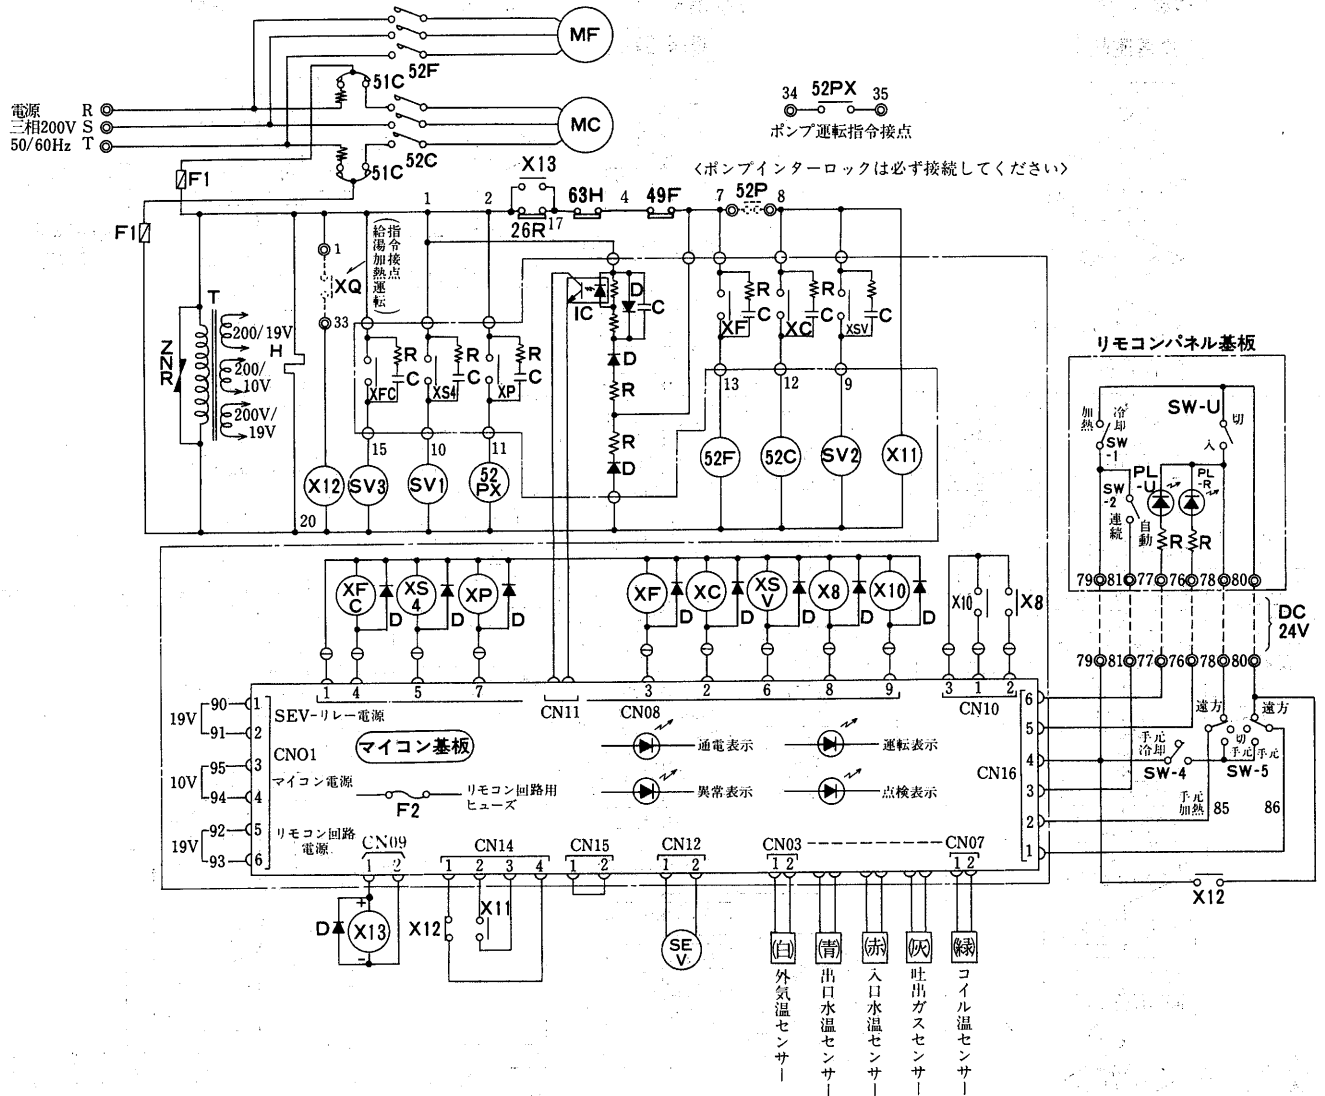 MF
52F
51C
電源 R
三相200V S
50/60Hz T
MC
52C
51C
34 52PX 35
ポンプ運転指令接点
〈ポンプインターロックは必ず接続してください〉
F1
F1
X13
1 2 26R 17 63H 4 49F 7 52P 8
1
XQ
33
指令接点
給湯加熱運転
T
200/19V
200/
10V
200V/
19V
ZNR
H
R C XFC
R C XS4
R C XP
IC
D C
D
R
R
D
XF R C
XC R C
XSV R C
15 10 11
13 12 9
X12 SV3 SV1 52PX
52F 52C SV2 X11
20
リモコンパネル基板
加熱 冷却
SW-1
SW-U
切
入
SW-2
連続 自動
PL-U
PL-R
R R
79 81 77 76 78 80
DC
24V
79 81 77 76 78 80
XFC D XS4 D XP D
XF D XC D XSV D X8 D X10 D
X10 X8
1 4 5 7
3 2 6 8 9
3 1 2
CN11 CN08 CN10
19V 90 1
91 2
SEV-リレー電源
CN01
10V 95 3
94 4
マイコン電源
19V 92 5
93 6
リモコン回路
電源
マイコン基板
F2
リモコン回路用
ヒューズ
通電表示
運転表示
異常表示
点検表示
CN16
6
5
4
3
2
1
遠方 遠方
切
手元 手元
手元
冷却
SW-4 SW-5
手元
加熱
85 86
X12
CN09
1 2
CN14
1 2 3 4
CN15
1 2
CN12
1 2
CN03
1 2
CN07
1 2
D X13
+
-
X12 X11
SEV
(白)
(青)
(赤)
(灰)
(緑)
外気温センサー
出口水温センサー
入口水温センサー
吐出ガスセンサー
コイル温センサー